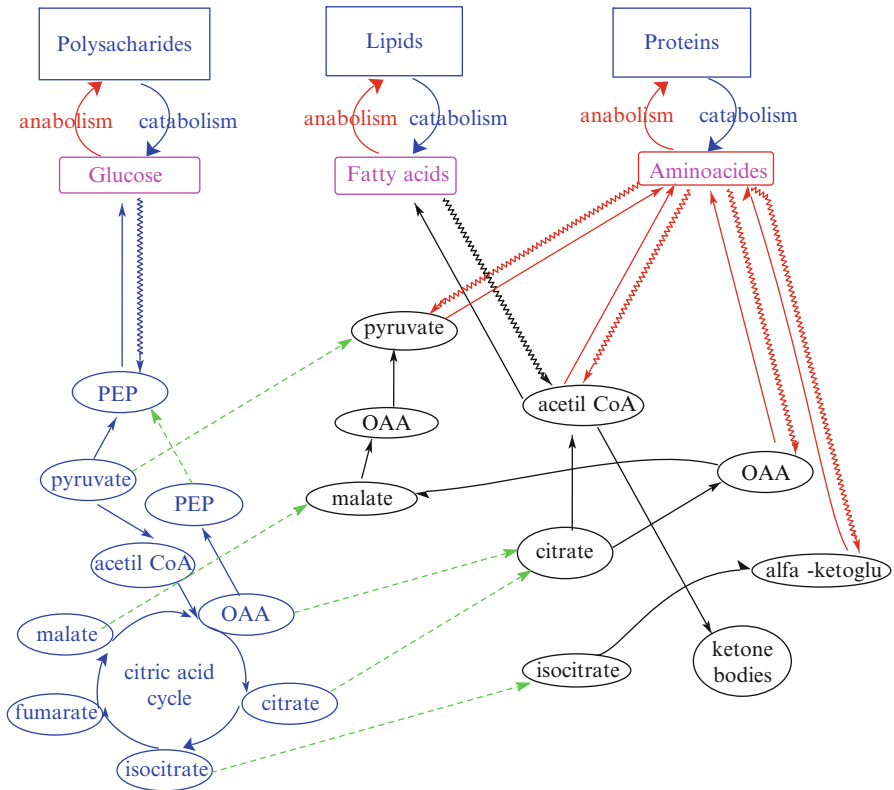 Polysacharides
Lipids
Proteins
anabolism
catabolism
anabolism
catabolism
anabolism
catabolism
Glucose
Fatty acids
Aminoacides
pyruvate
PEP
acetil CoA
OAA
pyruvate
OAA
PEP
malate
citrate
acetil CoA
alfa -ketoglu
OAA
malate
citric acid
cycle
isocitrate
ketone
bodies
fumarate
citrate
isocitrate